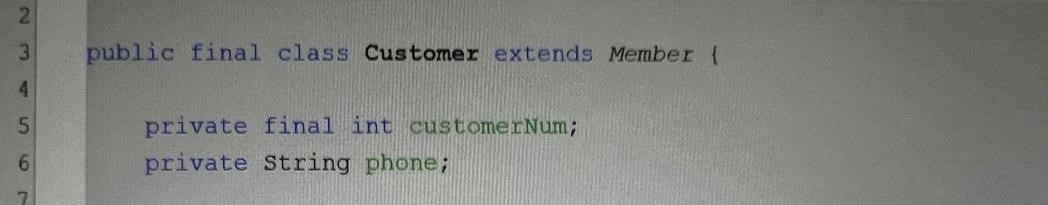 2
3 public final class Customer extends Member {
4
5 private final int customerNum;
6 private String phone;
7